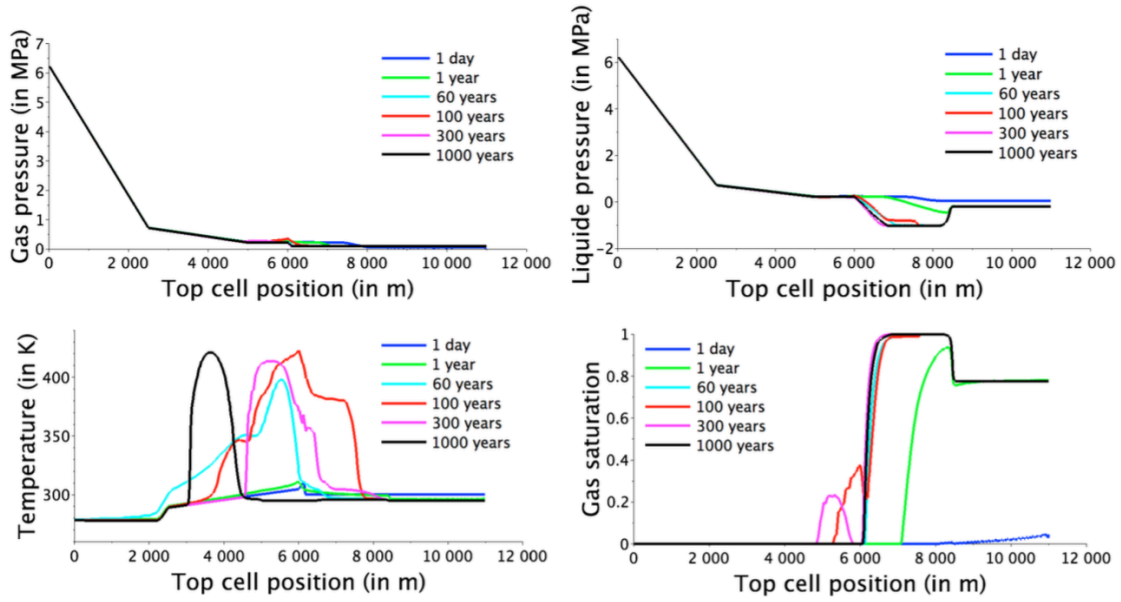 Gas pressure (in MPa)
7
6
5
4
3
2
1
0
0 2 000 4 000 6 000 8 000 10 000 12 000
Top cell position (in m)
1 day
1 year
60 years
100 years
300 years
1000 years
Liquide pressure (in MPa)
6
4
2
0
−2
0 2 000 4 000 6 000 8 000 10 000 12 000
Top cell position (in m)
1 day
1 year
60 years
100 years
300 years
1000 years
Temperature (in K)
400
350
300
0 2 000 4 000 6 000 8 000 10 000 12 000
Top cell position (in m)
1 day
1 year
60 years
100 years
300 years
1000 years
Gas saturation
1
0.8
0.6
0.4
0.2
0
0 2 000 4 000 6 000 8 000 10 000 12 000
Top cell position (in m)
1 day
1 year
60 years
100 years
300 years
1000 years